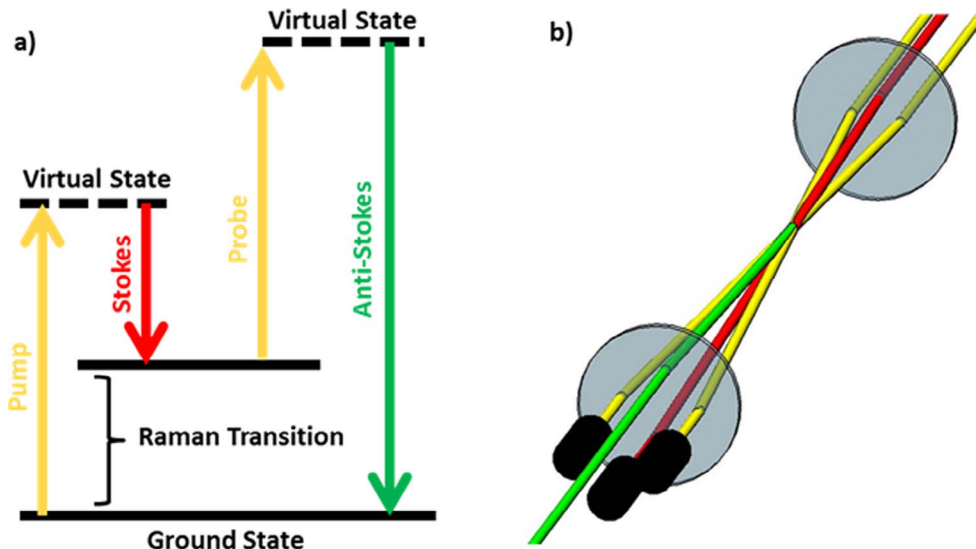 a)
Virtual State
b)
Virtual State
Pump
Stokes
Probe
Anti-Stokes
Raman Transition
Ground State